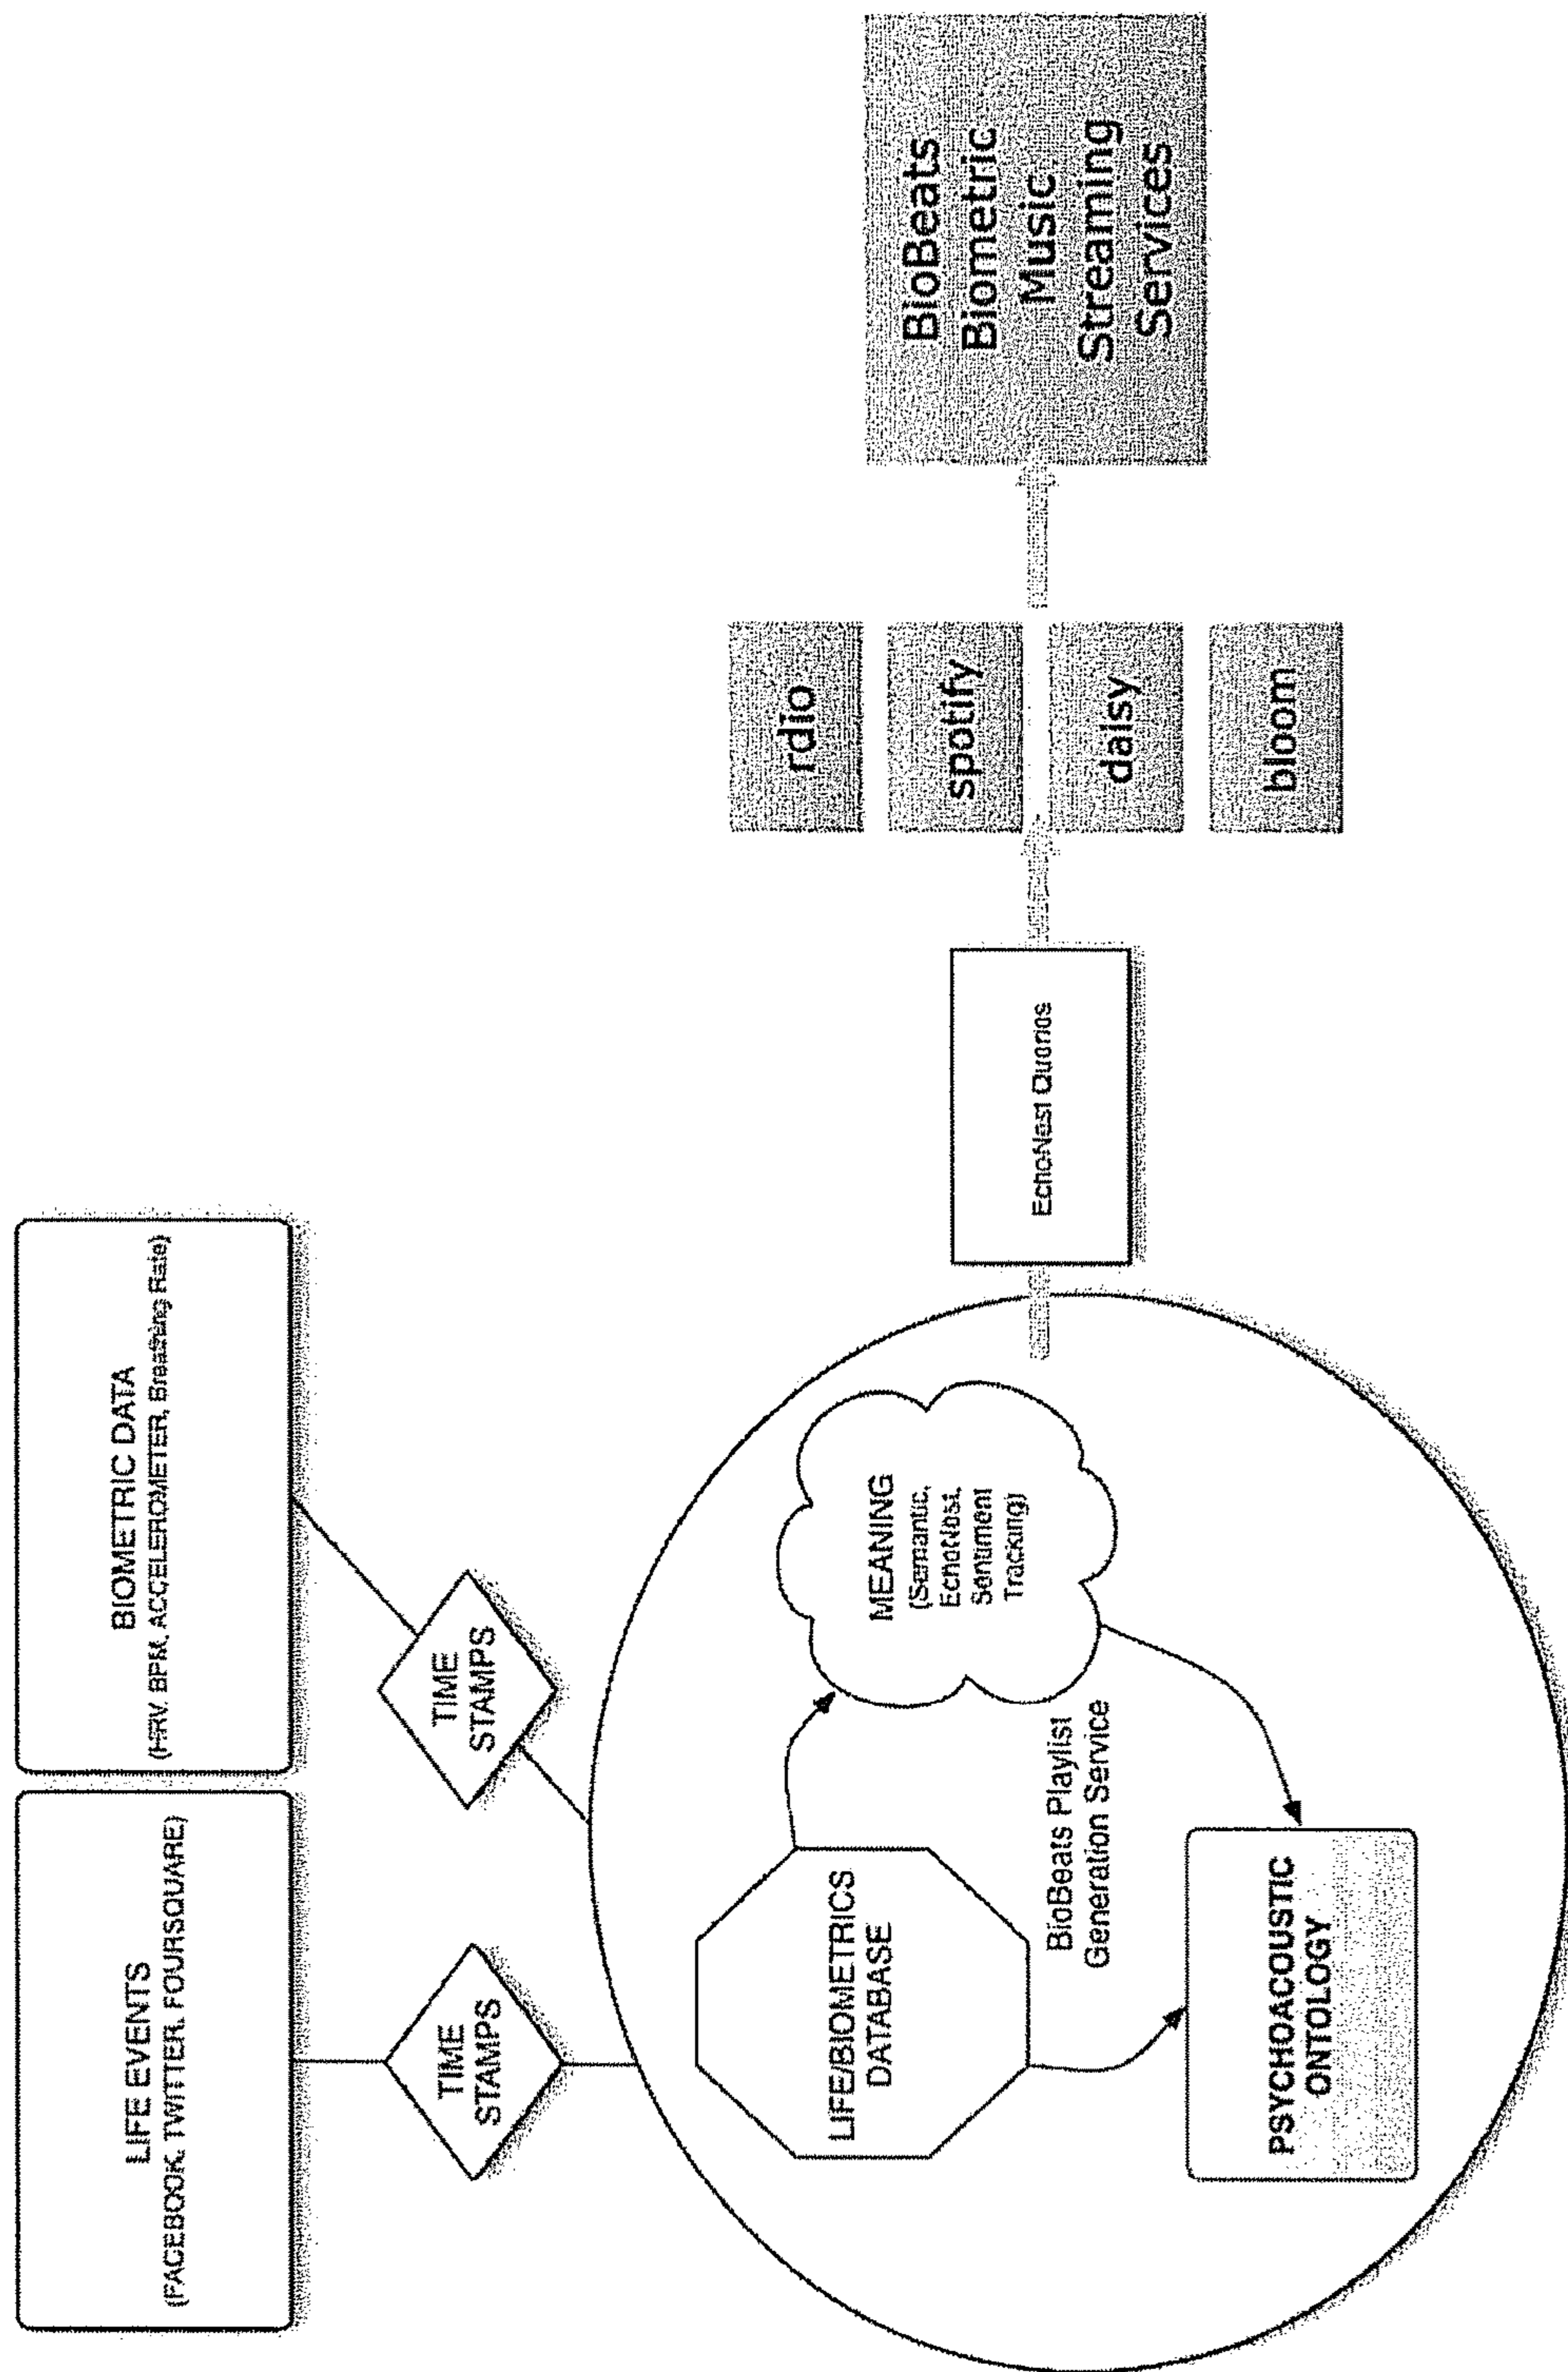 LIFE EVENTS
(FACEBOOK, TWITTER, FOURSQUARE)
BIOMETRIC DATA
(HRV, BPM, ACCELEROMETER, Breathing Rate)
TIME
STAMPS
TIME
STAMPS
LIFE/BIOMETRICS
DATABASE
MEANING
(Semantic,
EchoNest,
Sentiment
Tracking)
BioBeats Playlist
Generation Service
PSYCHOACOUSTIC
ONTOLOGY
EchoNest Queries
rdio
spotify
daisy
bloom
BioBeats
Biometric
Music
Streaming
Services